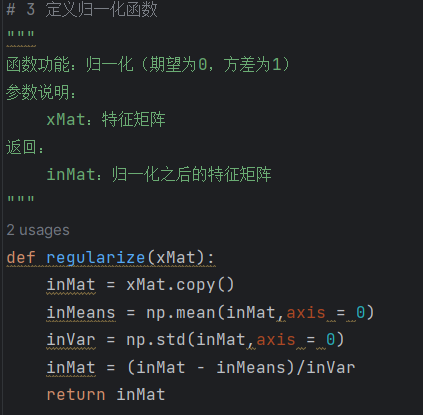 # 3 定义归一化函数
"""
函数功能：归一化（期望为0，方差为1）
参数说明：
    xMat：特征矩阵
返回：
    inMat：归一化之后的特征矩阵
"""
2 usages
def regularize(xMat):
    inMat = xMat.copy()
    inMeans = np.mean(inMat,axis = 0)
    inVar = np.std(inMat,axis = 0)
    inMat = (inMat - inMeans)/inVar
    return inMat